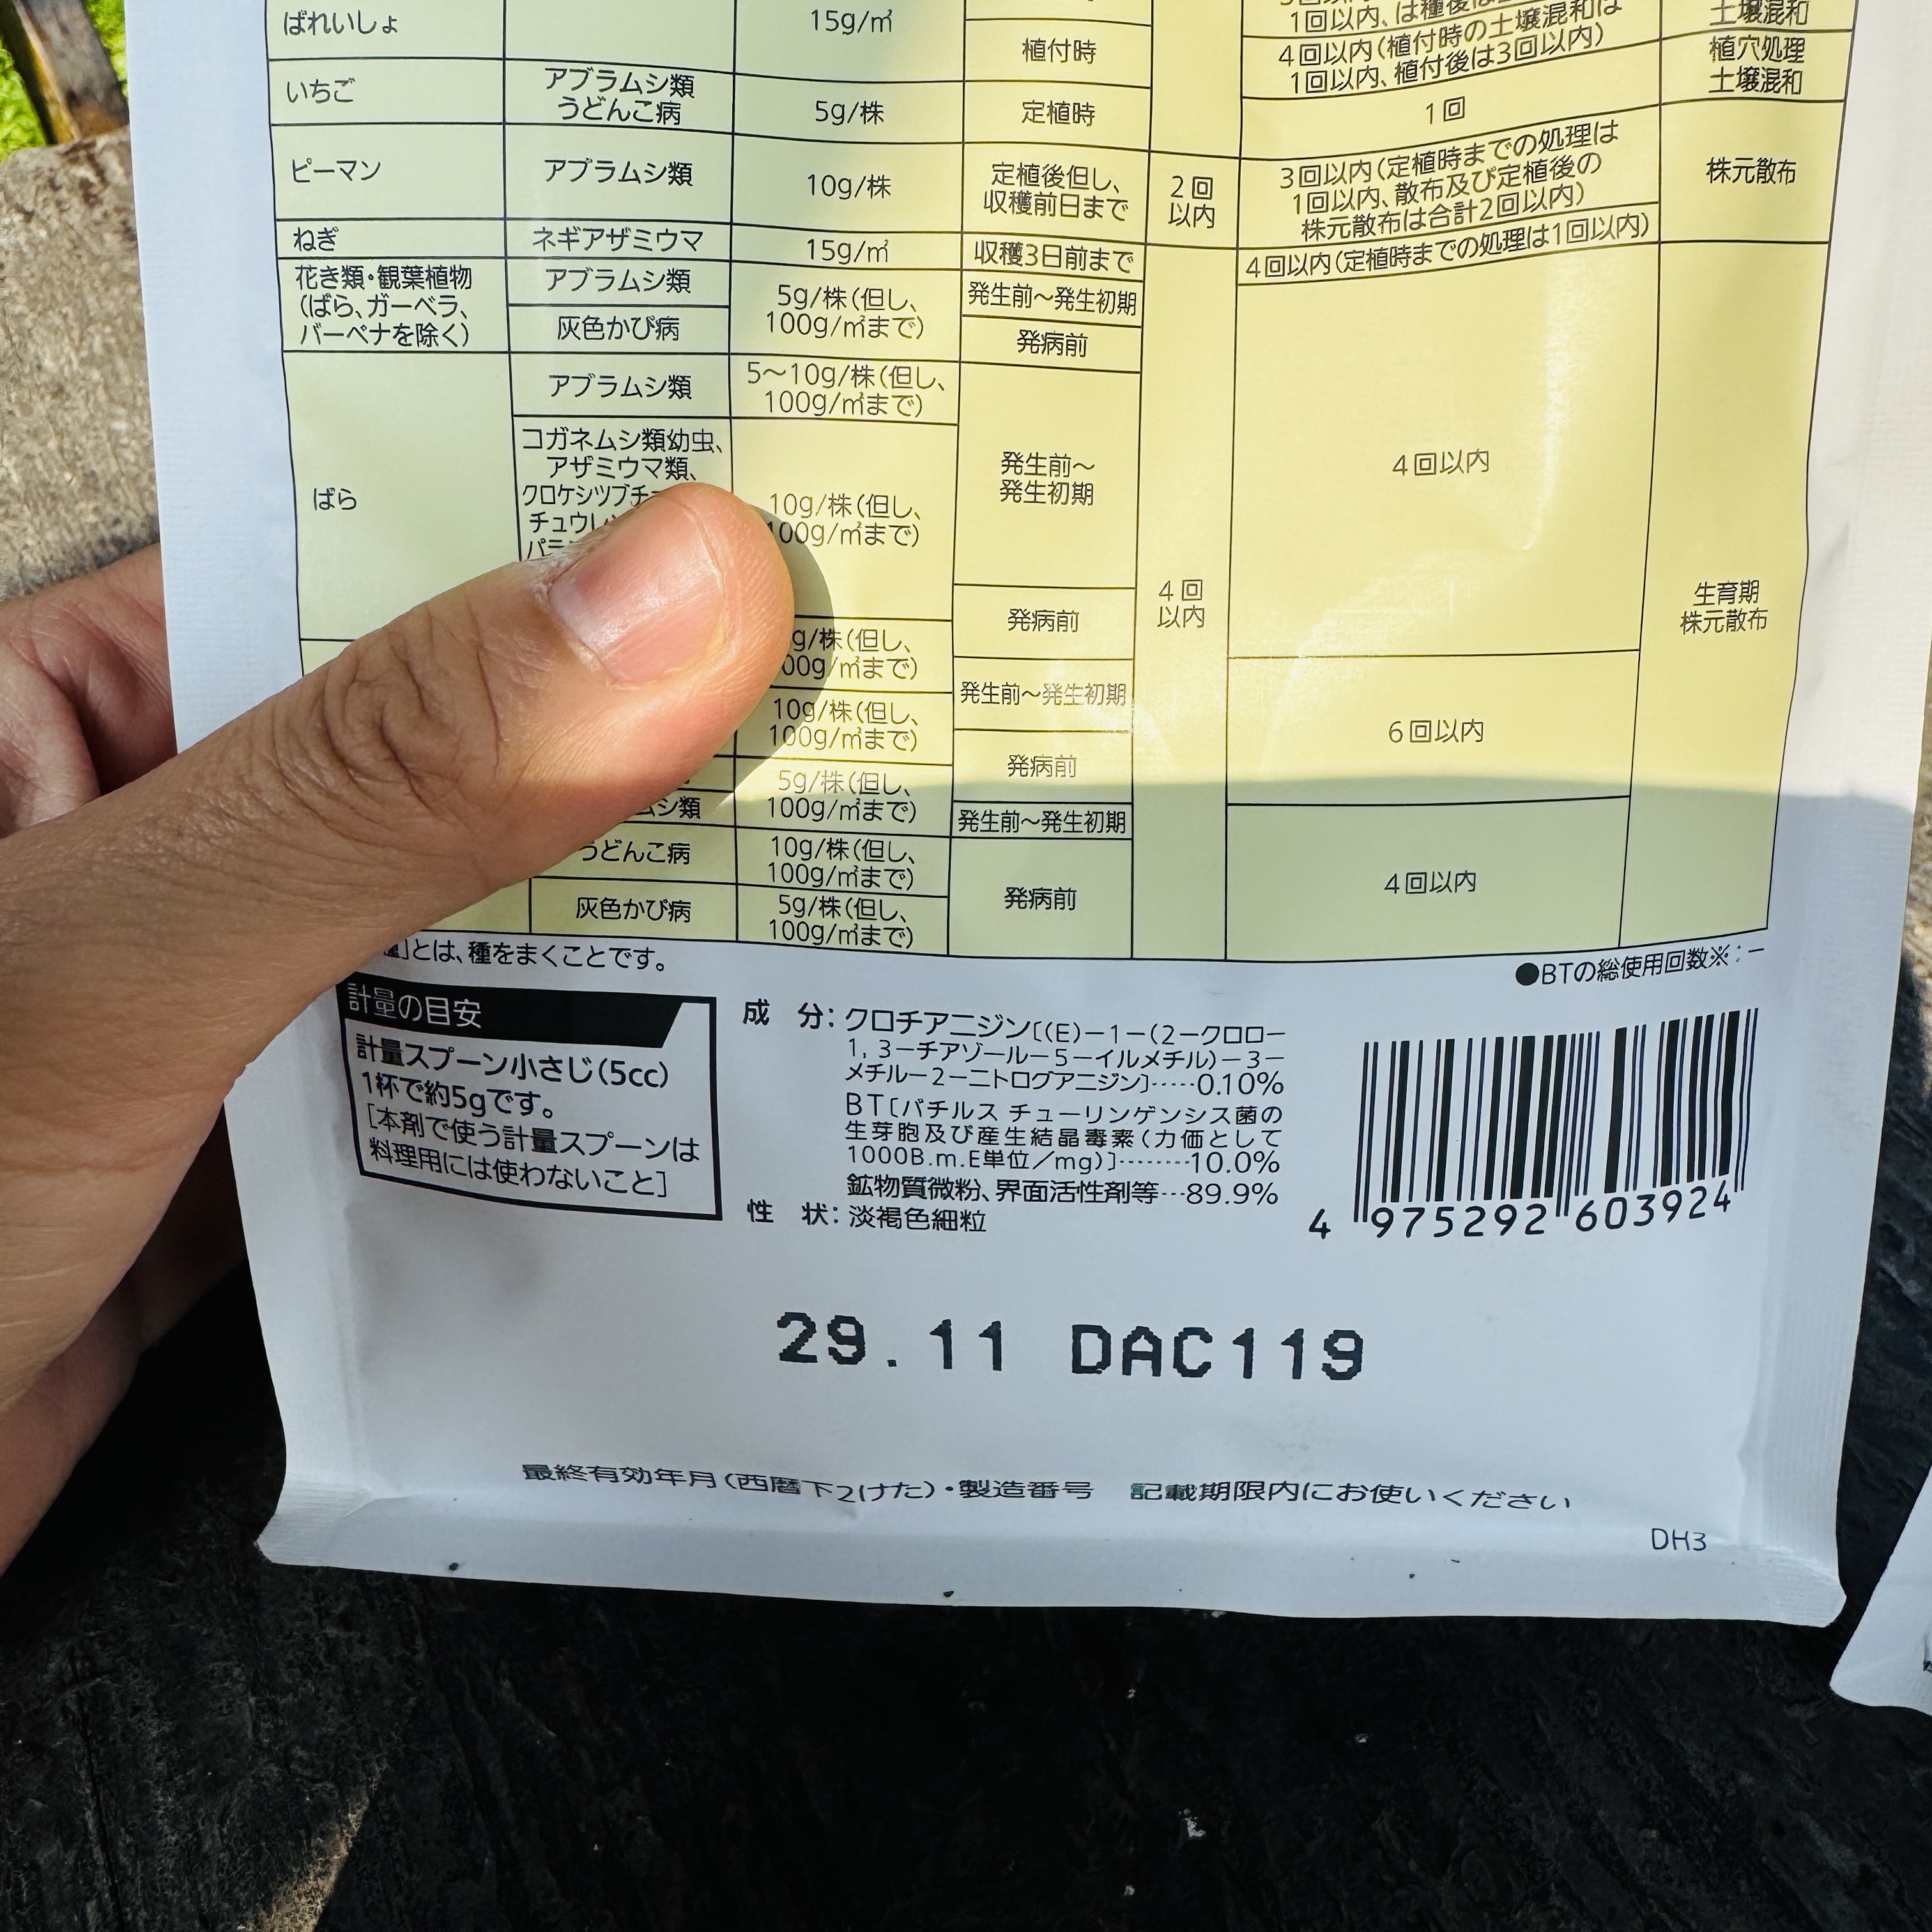 ばれいしょ
15g/㎡
植付時
1回以内、は種後は
4回以内(植付時の土壌混和は
1回以内、植付後は3回以内)
土壌混和
植穴処理
土壌混和
いちご
アブラムシ類
うどんこ病
5g/株
定植時
1回
ピーマン
アブラムシ類
10g/株
定植後但し、
収穫前日まで
2回
以内
3回以内(定植時までの処理は
1回以内、散布及び定植後の
株元散布は合計2回以内)
株元散布
ねぎ
ネギアザミウマ
15g/㎡
収穫3日前まで
4回以内(定植時までの処理は1回以内)
花き類・観葉植物
(ばら、ガーベラ、
バーベナを除く)
アブラムシ類
灰色かび病
5g/株(但し、
100g/㎡まで)
発生前〜発生初期
発病前
ばら
アブラムシ類
5〜10g/株(但し、
100g/㎡まで)
コガネムシ類幼虫、
アザミウマ類、
クロケシツブチ
チュウレ
10g/株(但し、
100g/㎡まで)
発生前〜
発生初期
4回以内
発病前
4回
以内
生育期
株元散布
g/株(但し、
00g/㎡まで)
発生前〜発生初期
10g/株(但し、
100g/㎡まで)
発病前
6回以内
5g/株(但し、
100g/㎡まで)
ムシ類
発生前〜発生初期
うどんこ病
10g/株(但し、
100g/㎡まで)
発病前
4回以内
灰色かび病
5g/株(但し、
100g/㎡まで)
種]とは、種をまくことです。
●BTの総使用回数※:−
計量の目安
計量スプーン小さじ(5cc)
1杯で約5gです。
[本剤で使う計量スプーンは
料理用には使わないこと]
成 分:クロチアニジン[(E)−1−(2−クロロ−
1,3−チアゾール−5−イルメチル)−3−
メチル−2−ニトログアニジン]·····0.10%
BT[バチルス チューリンゲンシス菌の
生芽胞及び産生結晶毒素(力価として
1000B.m.E単位/mg)]········10.0%
鉱物質微粉、界面活性剤等···89.9%
性 状:淡褐色細粒
4 975292 603924
29.11 DAC119
最終有効年月(西暦下2けた)・製造番号 記載期限内にお使いください
DH3